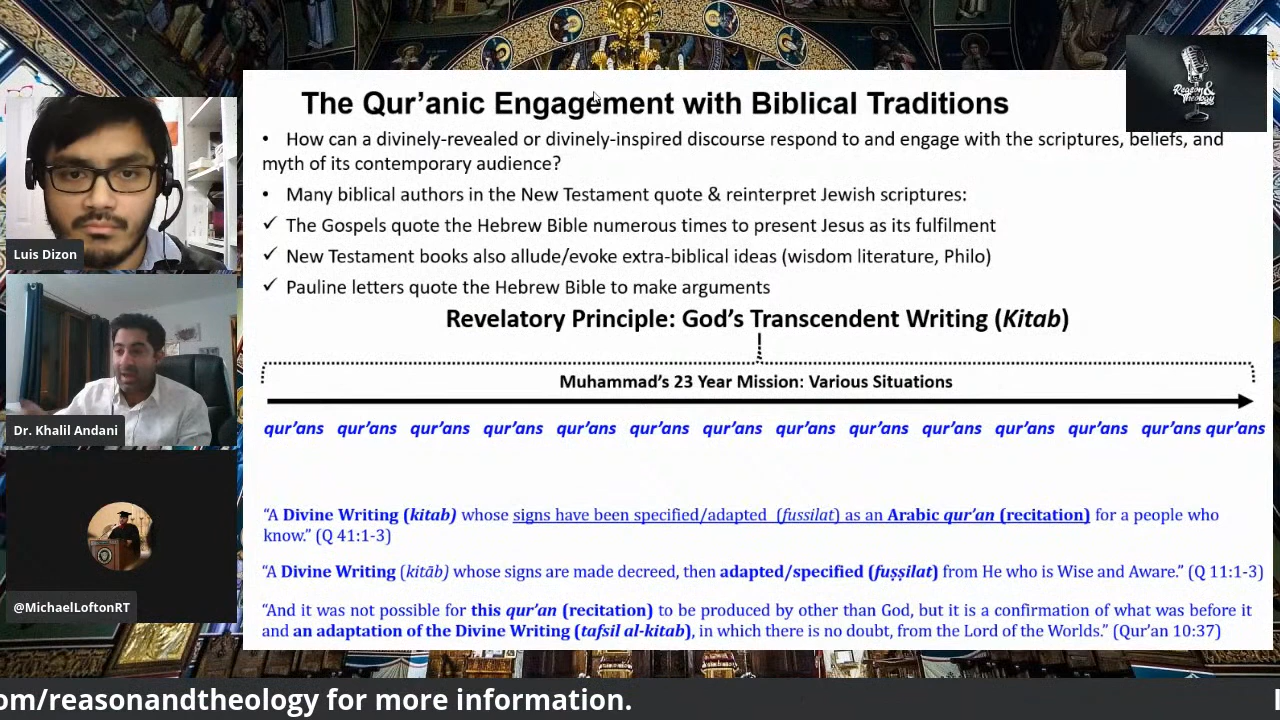 The Qur’anic Engagement with Biblical Traditions
Reason &
Theology
• How can a divinely-revealed or divinely-inspired discourse respond to and engage with the scriptures, beliefs, and
myth of its contemporary audience?
• Many biblical authors in the New Testament quote & reinterpret Jewish scriptures:
✓ The Gospels quote the Hebrew Bible numerous times to present Jesus as its fulfilment
✓ New Testament books also allude/evoke extra-biblical ideas (wisdom literature, Philo)
✓ Pauline letters quote the Hebrew Bible to make arguments
Revelatory Principle: God’s Transcendent Writing (Kitab)
Muhammad’s 23 Year Mission: Various Situations
qur’ans qur’ans qur’ans qur’ans qur’ans qur’ans qur’ans qur’ans qur’ans qur’ans qur’ans qur’ans qur’ans qur’ans
“A Divine Writing (kitab) whose signs have been specified/adapted (fussilat) as an Arabic qur’an (recitation) for a people who
know.” (Q 41:1-3)
“A Divine Writing (kitāb) whose signs are made decreed, then adapted/specified (fuṣṣilat) from He who is Wise and Aware.” (Q 11:1-3)
“And it was not possible for this qur’an (recitation) to be produced by other than God, but it is a confirmation of what was before it
and an adaptation of the Divine Writing (tafsil al-kitab), in which there is no doubt, from the Lord of the Worlds.” (Qur’an 10:37)
Luis Dizon
Dr. Khalil Andani
@MichaelLoftonRT
om/reasonandtheology for more information.